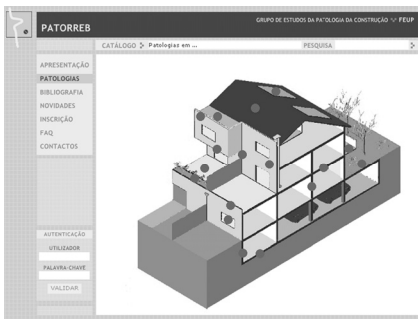 PATORREB
GRUPO DE ESTUDOS DA PATOLOGIA DA CONSTRUÇÃO FEUP
CATÁLOGO Patologias em ...
PESQUISA
APRESENTAÇÃO
PATOLOGIAS
BIBLIOGRAFIA
NOVIDADES
INSCRIÇÃO
FAQ
CONTACTOS
AUTENTICAÇÃO
UTILIZADOR
PALAVRA-CHAVE
VALIDAR